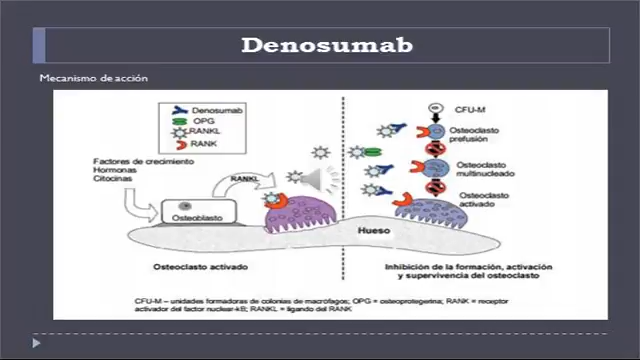 Denosumab
Mecanismo de acción
Denosumab
OPG
RANKL
RANK
Factores de crecimiento
Hormonas
Citocinas
RANKL
Osteoblasto
Hueso
Osteoclasto activado
CFU-M
Osteoclasto
prefusión
Osteoclasto
multinucleado
Osteoclasto
activado
Inhibición de la formación, activación
y supervivencia del osteoclasto
CFU-M – unidades formadoras de colonias de macrófagos; OPG = osteoprotegerina; RANK = receptor
activador del factor nuclear-kB; RANKL = ligando del RANK